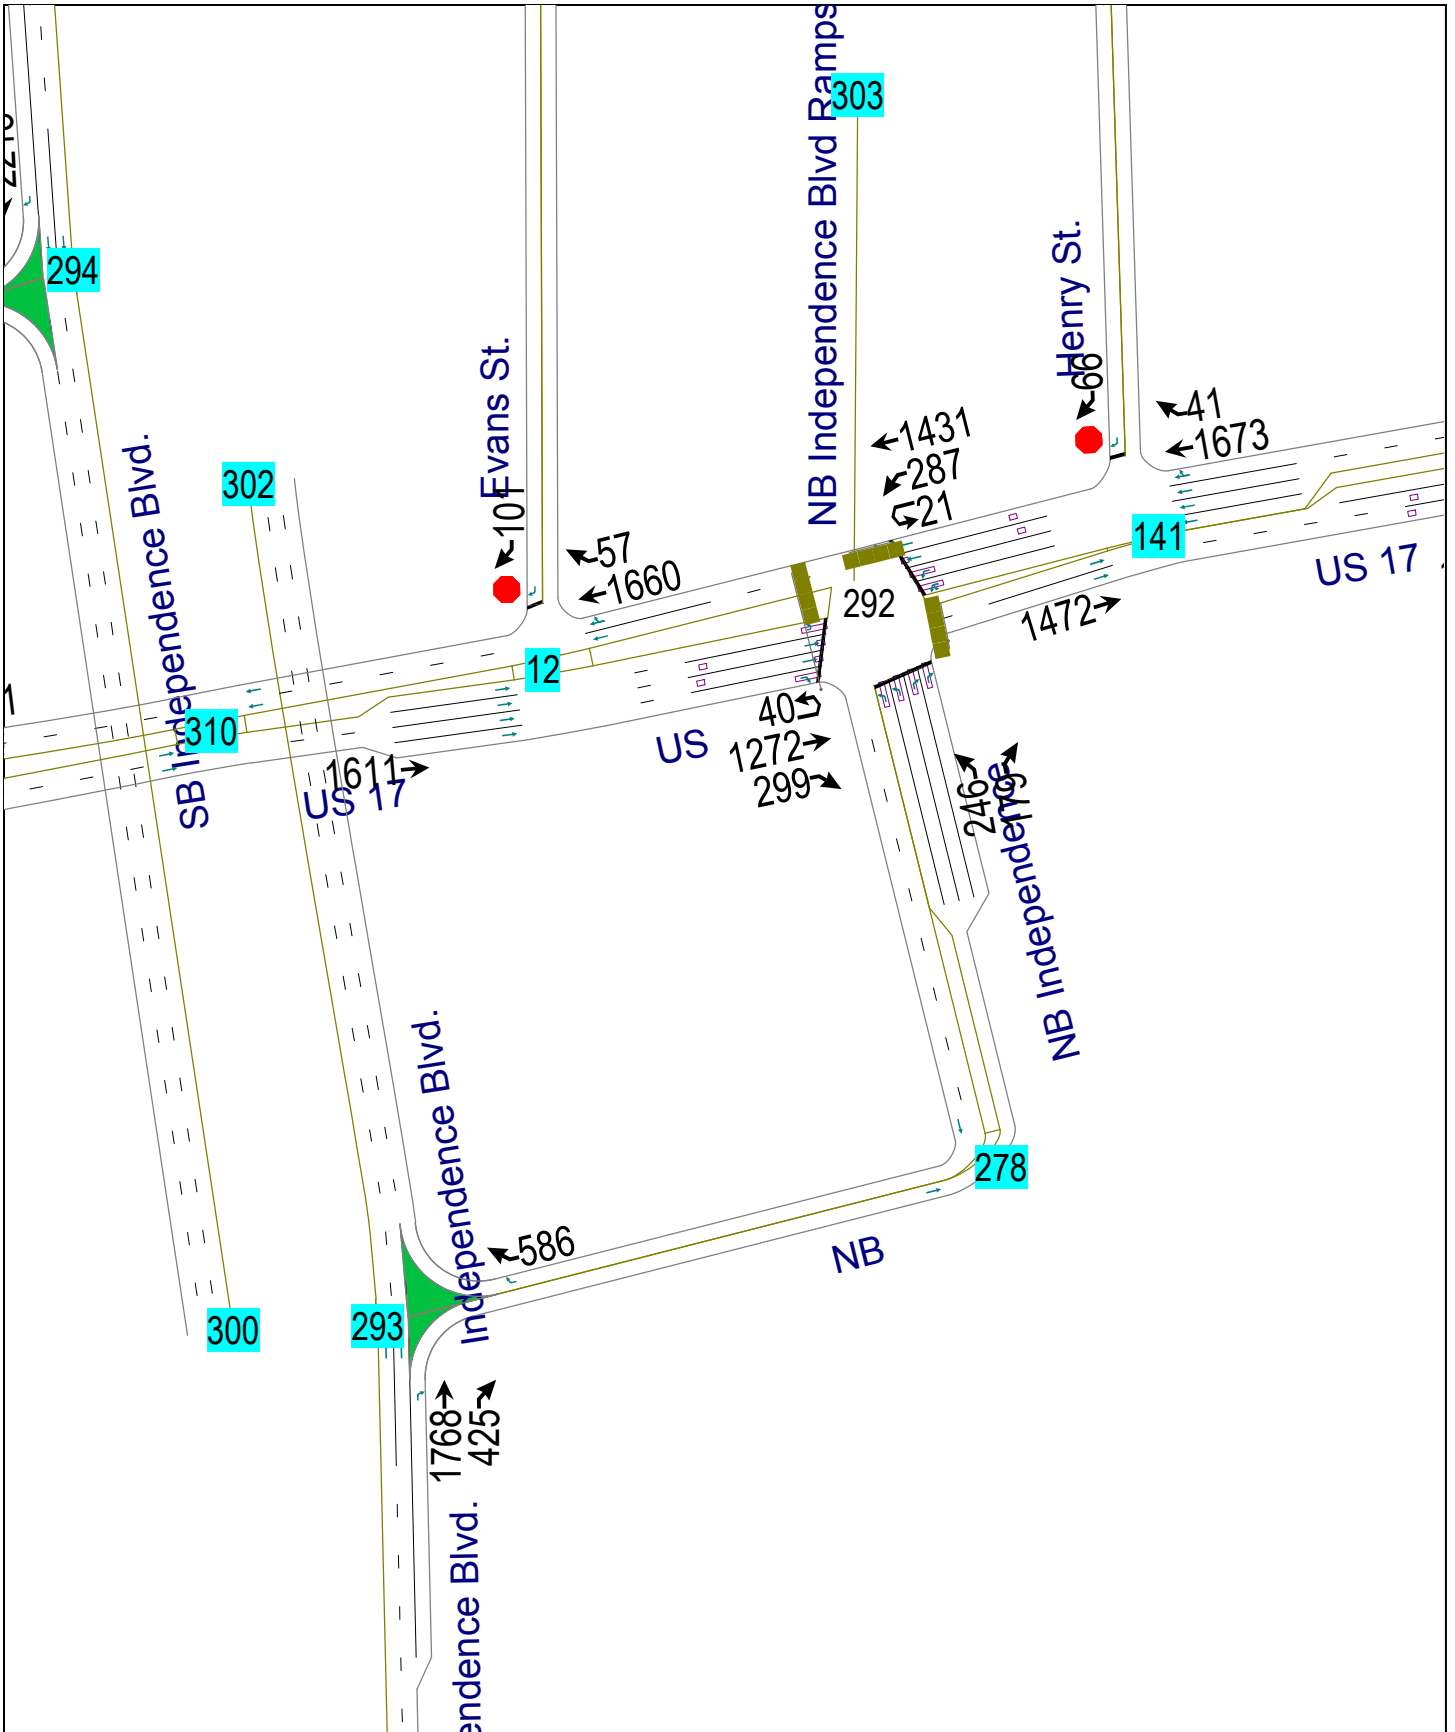 303
NB Independence Blvd Ramps
294
Henry St.
66
41
1673
Evans St.
101
1431
287
21
SB Independence Blvd.
302
57
1660
141
US 17
292
1472
12
310
1611
US 17
US
40
1272
299
246
179
NB Independence
Independence Blvd.
278
NB
586
300
293
1768
425
endence Blvd.